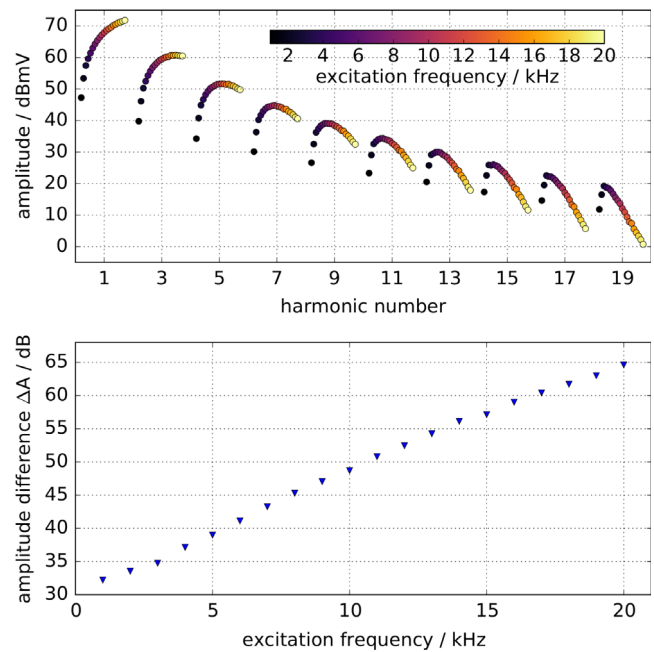 70
60
50
40
30
20
10
0
amplitude / dBmV
2 4 6 8 10 12 14 16 18 20
excitation frequency / kHz
1 3 5 7 9 11 13 15 17 19
harmonic number
65
60
55
50
45
40
35
30
amplitude difference ΔA / dB
0 5 10 15 20
excitation frequency / kHz